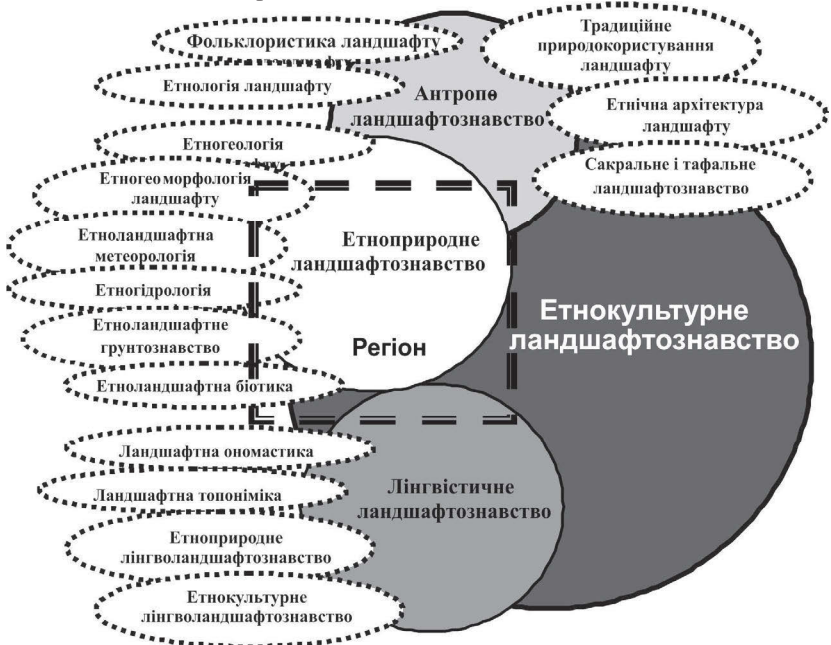 Фольклористика ландшафту
Етнологія ландшафту
Етногеологія
Етногеоморфологія
ландшафту
Етноландшафтна
метеорологія
Етногідрологія
Етноландшафтне
грунтознавство
Етноландшафтна біотика
Ландшафтна ономастика
Ландшафтна топоніміка
Етноприродне
лінгволандшафтознавство
Етнокультурне
лінгволандшафтознавство
Антропо
ландшафтознавство
Традиційне
природокористування
ландшафту
Етнічна архітектура
ландшафту
Сакральне і тафальне
ландшафтознавство
Етноприродне
ландшафтознавство
Регіон
Етнокультурне
ландшафтознавство
Лінгвістичне
ландшафтознавство